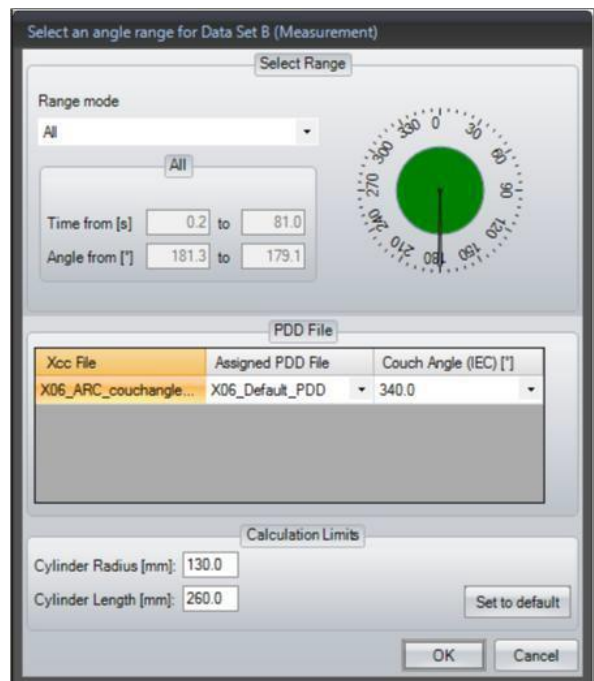 Select an angle range for Data Set B (Measurement)
Select Range
Range mode
All
All
Time from [s] 0.2 to 81.0
Angle from [°] 181.3 to 179.1
0
30
60
90
120
150
180
210
240
270
300
330
PDD File
Xcc File Assigned PDD File Couch Angle (IEC) [°]
X06_ARC_couchangle... X06_Default_PDD 340.0
Calculation Limits
Cylinder Radius [mm]: 130.0
Cylinder Length [mm]: 260.0
Set to default
OK Cancel